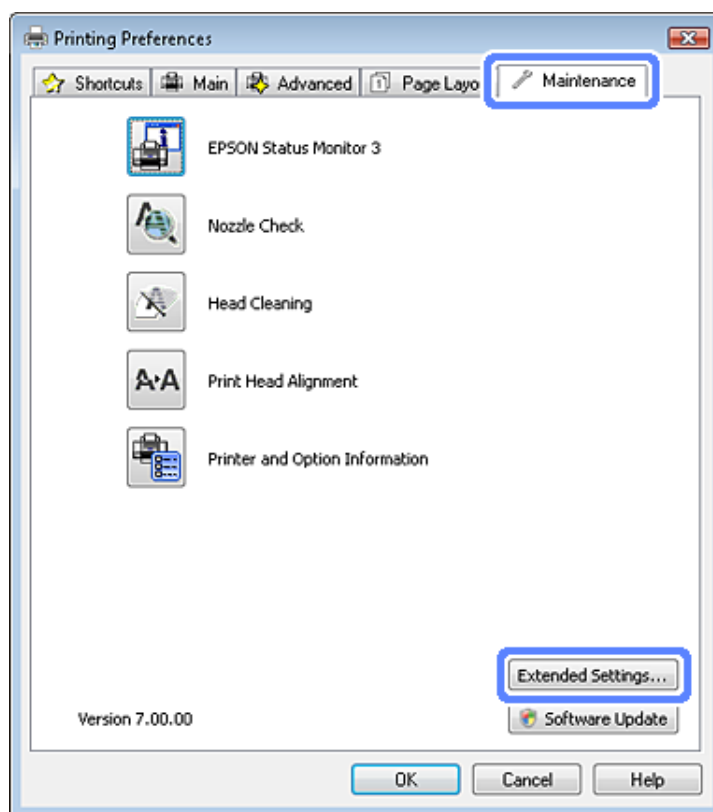 Printing Preferences
Shortcuts Main Advanced 1 Page Layo Maintenance
EPSON Status Monitor 3
Nozzle Check
Head Cleaning
A A Print Head Alignment
Printer and Option Information
Extended Settings...
Version 7.00.00 Software Update
OK Cancel Help